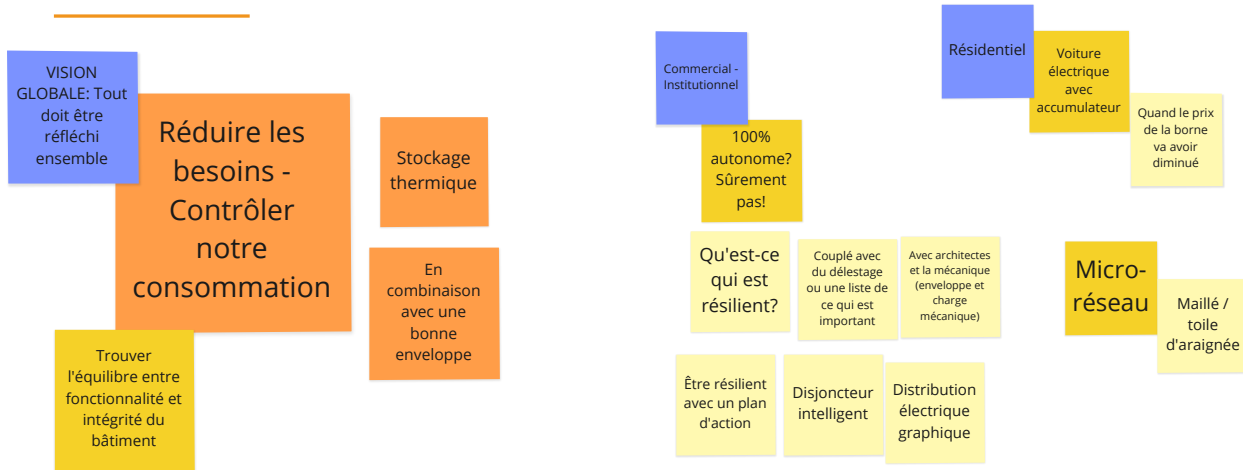 VISION
GLOBALE: Tout
doit être
réfléchi
ensemble
Réduire les
besoins -
Contrôler
notre
consommation
Stockage
thermique
En
combinaison
avec une
bonne
enveloppe
Trouver
l'équilibre entre
fonctionnalité et
intégrité du
bâtiment
Commercial -
Institutionnel
100%
autonome?
Sûrement
pas!
Qu'est-ce
qui est
résilient?
Couplé avec
du délestage
ou une liste de
ce qui est
important
Avec architectes
et la mécanique
(enveloppe et
charge
mécanique)
Être résilient
avec un plan
d'action
Disjoncteur
intelligent
Distribution
électrique
graphique
Résidentiel
Voiture
électrique
avec
accumulateur
Quand le prix
de la borne
va avoir
diminué
Micro-
réseau
Maillé /
toile
d'araignée